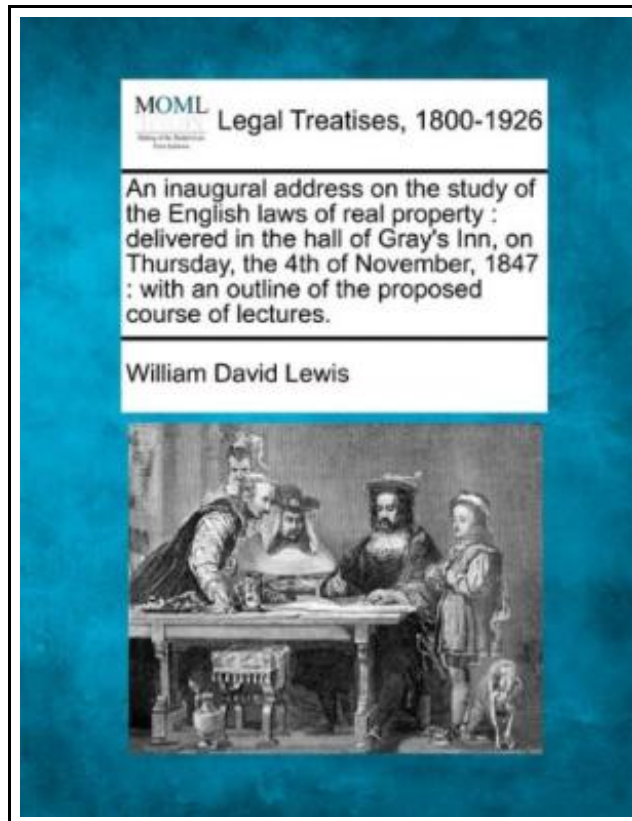 MOML
Legal Treatises, 1800-1926
An inaugural address on the study of
the English laws of real property :
delivered in the hall of Gray's Inn, on
Thursday, the 4th of November, 1847
: with an outline of the proposed
course of lectures.
William David Lewis